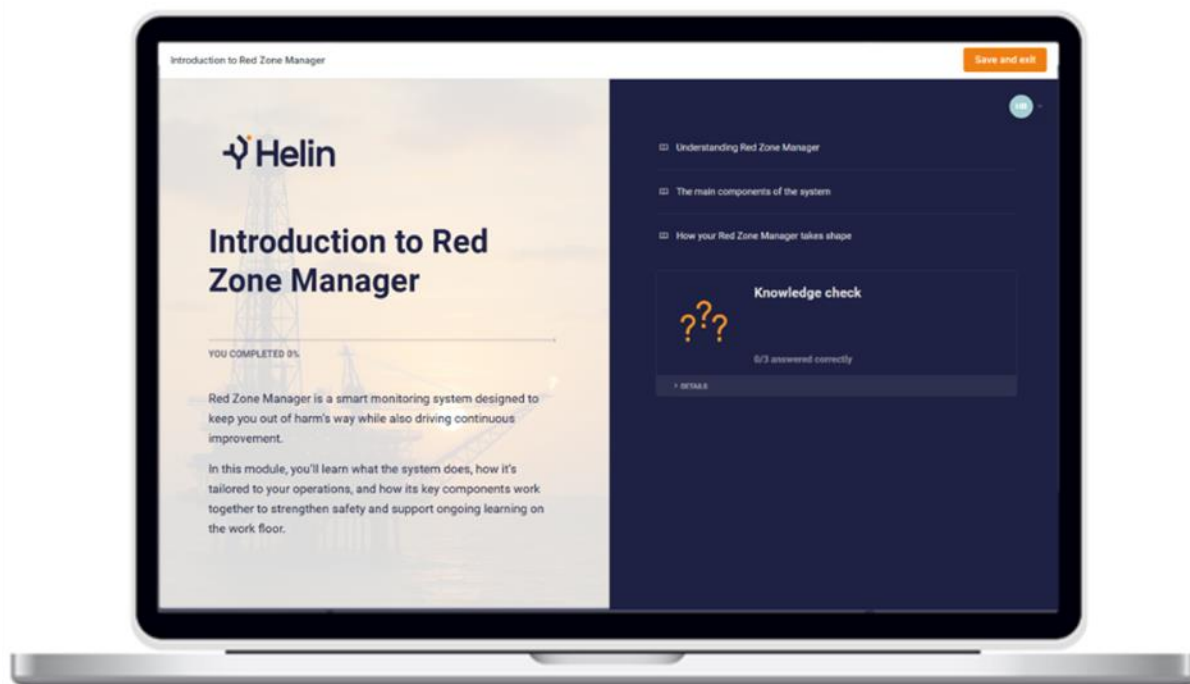 Introduction to Red Zone Manager
Save and exit
Helin
Introduction to Red
Zone Manager
YOU COMPLETED 0%
Red Zone Manager is a smart monitoring system designed to
keep you out of harm's way while also driving continuous
improvement.
In this module, you'll learn what the system does, how it's
tailored to your operations, and how its key components work
together to strengthen safety and support ongoing learning on
the work floor.
Understanding Red Zone Manager
The main components of the system
How your Red Zone Manager takes shape
???
Knowledge check
0/3 answered correctly
DETAILS